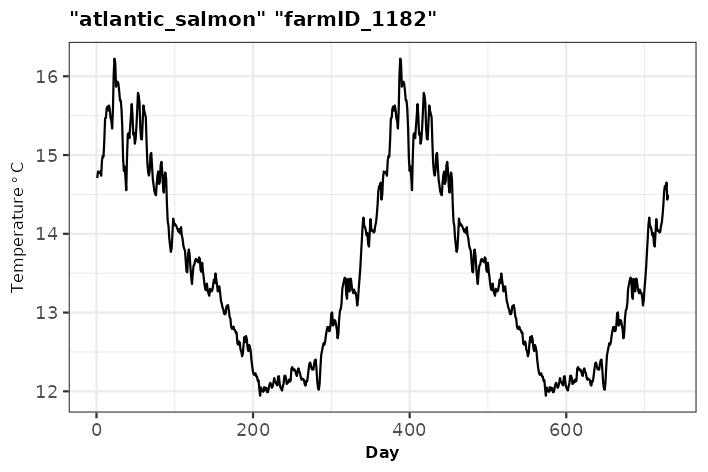 "atlantic_salmon" "farmID_1182"
Temperature°C
16
15
14
13
12
0 200 400 600
Day